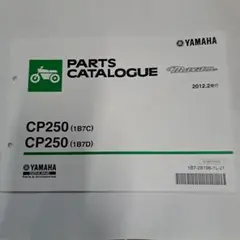 YAMAHA
PARTS
CATALOGUE
Maxam
2012.2発行
CP250 (1B7C)
CP250 (1B7D)
YAMAHA